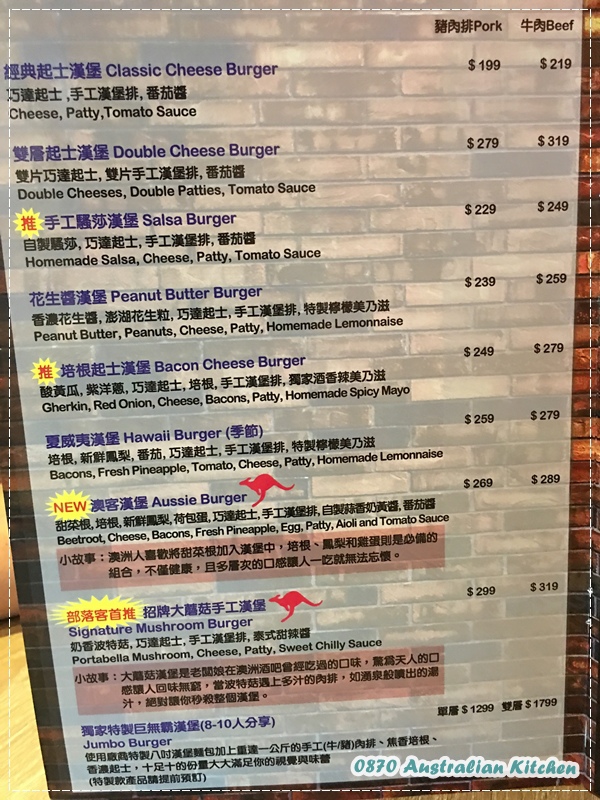 豬肉排Pork 牛肉Beef
經典起士漢堡 Classic Cheese Burger $199 $219
巧達起士,手工漢堡排,番茄醬
Cheese, Patty,Tomato Sauce
雙層起士漢堡 Double Cheese Burger $279 $319
雙片巧達起士,雙片手工漢堡排,番茄醬
Double Cheeses, Double Patties, Tomato Sauce
推 手工騷莎漢堡 Salsa Burger $229 $249
自製騷莎,巧達起士,手工漢堡排,番茄醬
Homemade Salsa, Cheese, Patty, Tomato Sauce
花生醬漢堡 Peanut Butter Burger $239 $259
香濃花生醬,澎湖花生粒,巧達起士,手工漢堡排,特製檸檬美乃滋
Peanut Butter, Peanuts, Cheese, Patty, Homemade Lemonnaise
推 培根起士漢堡 Bacon Cheese Burger $249 $279
酸黃瓜,紫洋蔥,巧達起士,培根,手工漢堡排,獨家酒香辣美乃滋
Gherkin, Red Onion, Cheese, Bacons, Patty, Homemade Spicy Mayo
夏威夷漢堡 Hawaii Burger (季節) $259 $279
培根,新鮮鳳梨,番茄,巧達起士,手工漢堡排,特製檸檬美乃滋
Bacons, Fresh Pineapple, Tomato, Cheese, Patty, Homemade Lemonnaise
NEW 澳客漢堡 Aussie Burger $269 $289
甜菜根,培根,新鮮鳳梨,荷包蛋,巧達起士,手工漢堡排,自製蒜香奶黃醬,番茄醬
Beetroot, Cheese, Bacons, Fresh Pineapple, Egg, Patty, Aioli and Tomato Sauce
小故事：澳洲人喜歡將甜菜根加入漢堡中，培根、鳳梨和雞蛋則是必備的
組合，不僅健康，且多層次的口感讓人一吃就無法忘懷。
部落客首推 招牌大蘑菇手工漢堡 $299 $319
Signature Mushroom Burger
奶香波特菇,巧達起士,手工漢堡排,泰式甜辣醬
Portabella Mushroom, Cheese, Patty, Sweet Chilly Sauce
小故事：大蘑菇漢堡是老闆娘在澳洲酒吧曾經吃過的口味，驚為天人的口
感讓人回味無窮，當波特菇遇上多汁的肉排，如湧泉般噴出的湯
汁，絕對讓你秒殺整個漢堡。
獨家特製巨無霸漢堡(8-10人分享) 單層 $1299 雙層 $1799
Jumbo Burger
使用廠商特製八吋漢堡麵包加上重達一公斤的手工(牛/豬)肉排、焦香培根、
香濃起士，十足十的份量大大滿足你的視覺與味蕾
(特製款產品請提前預訂)
0870 Australian Kitchen